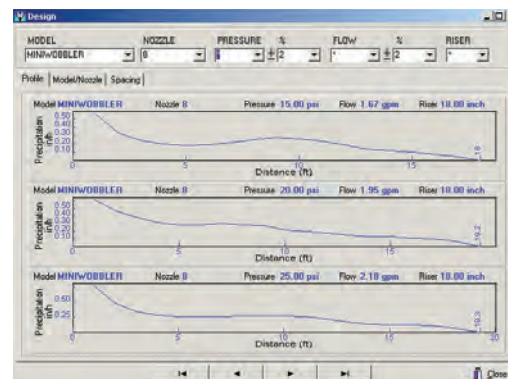 Design
MODEL NOZZLE PRESSURE % FLOW % RISER
MINIWOBBLER 8 ± 2 * ± 2 *
Profile Model/Nozzle Spacing
Model MINIWOBBLER Nozzle 8 Pressure 15.00 psi Flow 1.67 gpm Riser 18.00 inch
Precipitation in/h
0.50
0.40
0.30
0.20
0.10
18
0 5 10 15
Distance (ft)
Model MINIWOBBLER Nozzle 8 Pressure 20.00 psi Flow 1.95 gpm Riser 18.00 inch
Precipitation in/h
0.50
0.40
0.30
0.20
0.10
19.2
0 5 10 15
Distance (ft)
Model MINIWOBBLER Nozzle 8 Pressure 25.00 psi Flow 2.18 gpm Riser 18.00 inch
Precipitation in/h
0.50
0.25
19.3
0 5 10 15 20
Distance (ft)
Close